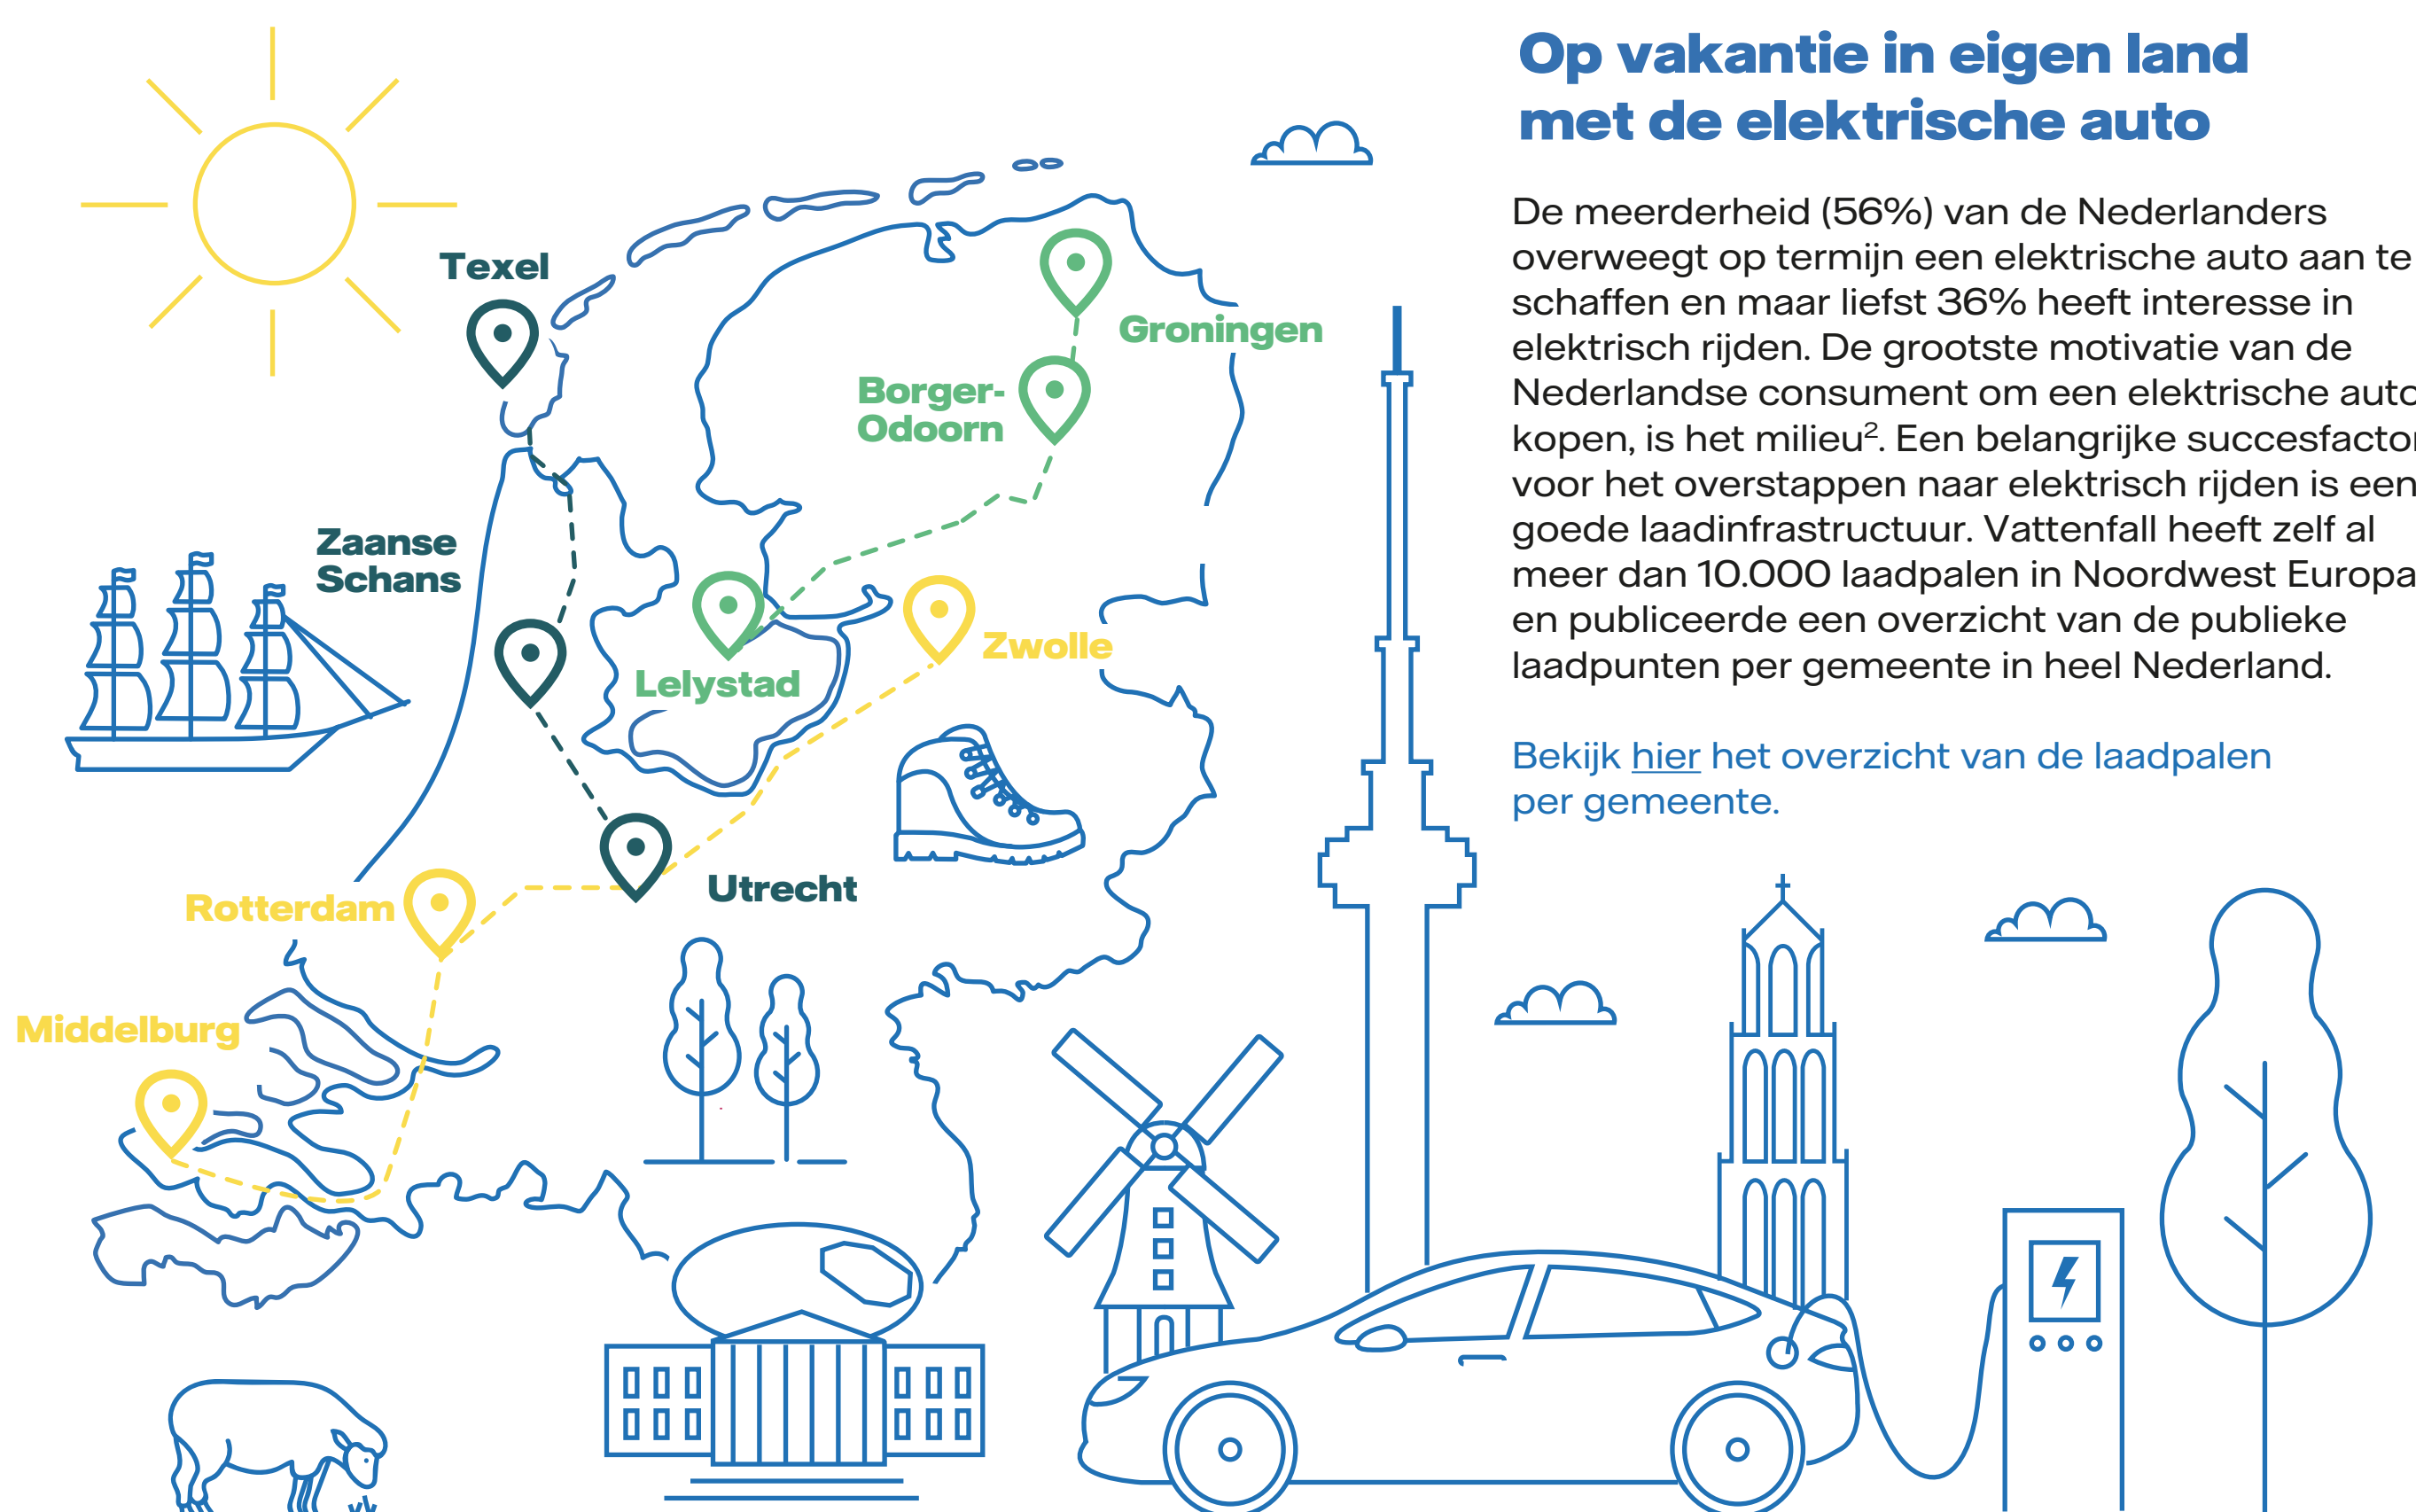 Op vakantie in eigen land
met de elektrische auto
De meerderheid (56%) van de Nederlanders
overweegt op termijn een elektrische auto aan te
schaffen en maar liefst 36% heeft interesse in
elektrisch rijden. De grootste motivatie van de
Nederlandse consument om een elektrische auto
kopen, is het milieu². Een belangrijke succesfactor
voor het overstappen naar elektrisch rijden is een
goede laadinfrastructuur. Vattenfall heeft zelf al
meer dan 10.000 laadpalen in Noordwest Europa
en publiceerde een overzicht van de publieke
laadpunten per gemeente in heel Nederland.
Bekijk hier het overzicht van de laadpalen
per gemeente.
Texel
Groningen
Borger-
Odoorn
Zaanse
Schans
Zwolle
Lelystad
Utrecht
Rotterdam
Middelburg